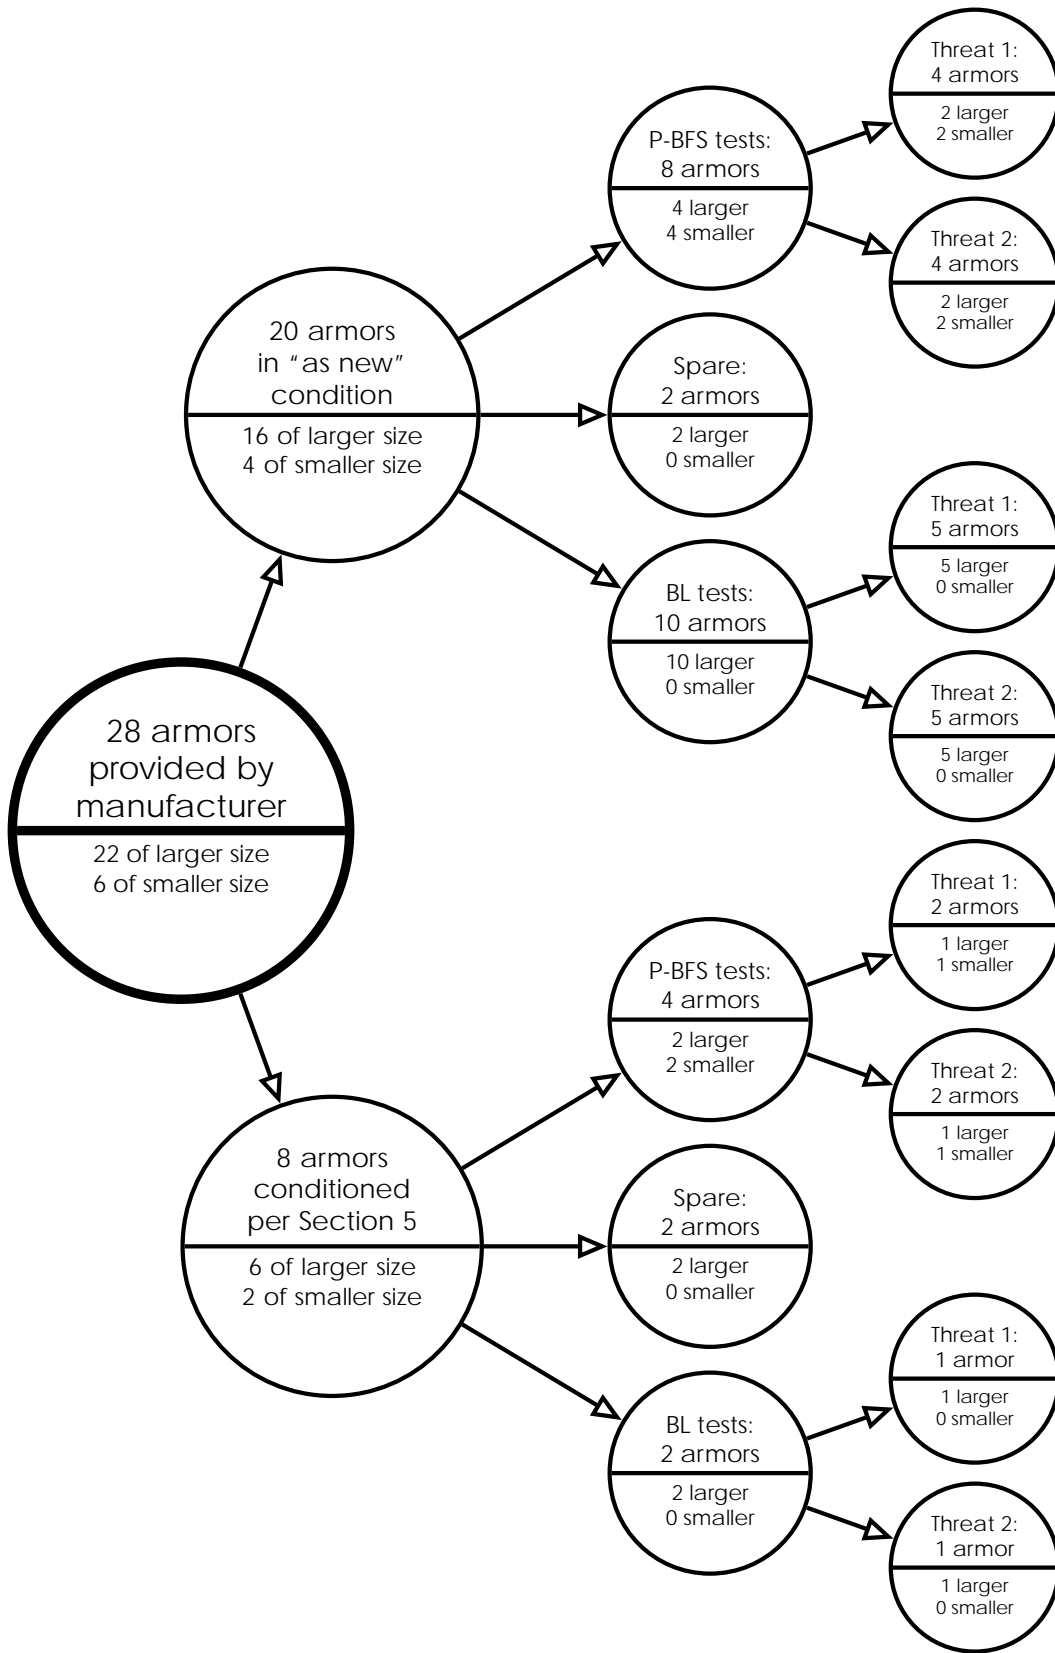 28 armors
provided by
manufacturer
22 of larger size
6 of smaller size
20 armors
in “as new”
condition
16 of larger size
4 of smaller size
P-BFS tests:
8 armors
4 larger
4 smaller
Threat 1:
4 armors
2 larger
2 smaller
Threat 2:
4 armors
2 larger
2 smaller
Spare:
2 armors
2 larger
0 smaller
BL tests:
10 armors
10 larger
0 smaller
Threat 1:
5 armors
5 larger
0 smaller
Threat 2:
5 armors
5 larger
0 smaller
8 armors
conditioned
per Section 5
6 of larger size
2 of smaller size
P-BFS tests:
4 armors
2 larger
2 smaller
Threat 1:
2 armors
1 larger
1 smaller
Threat 2:
2 armors
1 larger
1 smaller
Spare:
2 armors
2 larger
0 smaller
BL tests:
2 armors
2 larger
0 smaller
Threat 1:
1 armor
1 larger
0 smaller
Threat 2:
1 armor
1 larger
0 smaller